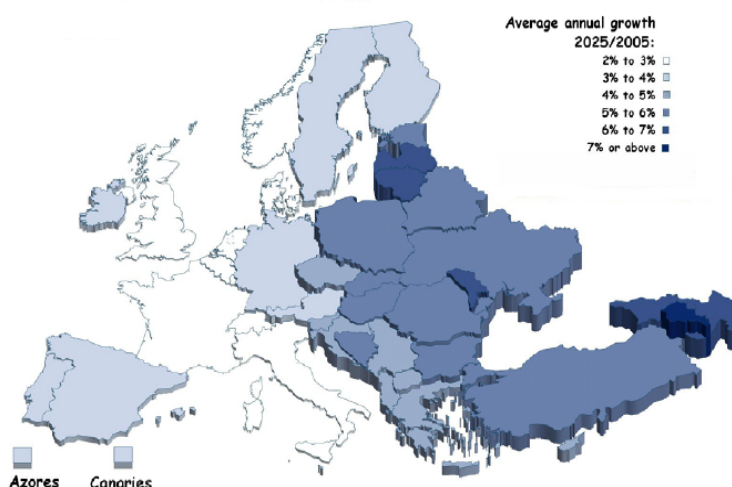 Average annual growth
2025/2005:
2% to 3%
3% to 4%
4% to 5%
5% to 6%
6% to 7%
7% or above
Azores Canaries